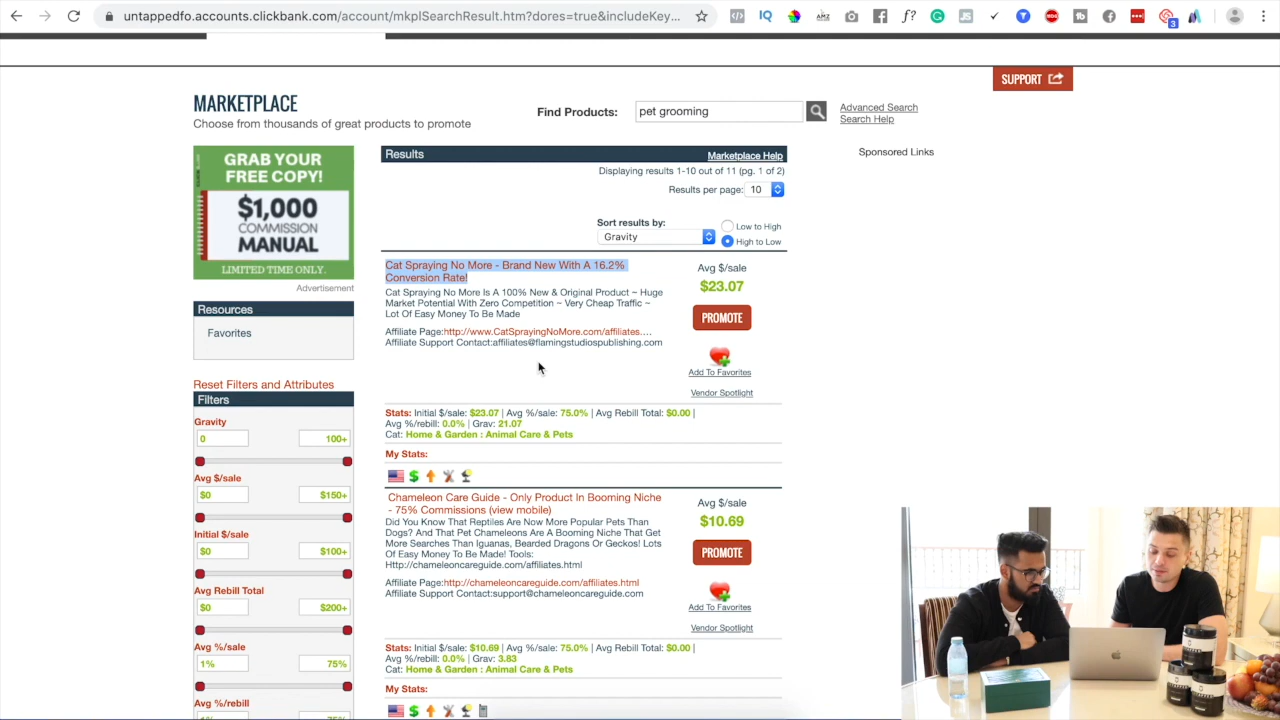 untappedfo.accounts.clickbank.com/account/mkplSearchResult.htm?dores=true&includeKey...
SUPPORT
MARKETPLACE
Choose from thousands of great products to promote
Find Products:
pet grooming
Advanced Search
Search Help
Sponsored Links
GRAB YOUR
FREE COPY!
$1,000
COMMISSION
MANUAL
LIMITED TIME ONLY.
Advertisement
Resources
Favorites
Reset Filters and Attributes
Filters
Gravity
0
100+
Avg $/sale
$0
$150+
Initial $/sale
$0
$100+
Avg Rebill Total
$0
$200+
Avg %/sale
1%
75%
Avg %/rebill
1%
75%
Results
Marketplace Help
Displaying results 1-10 out of 11 (pg. 1 of 2)
Results per page: 10
Sort results by:
Gravity
Low to High
High to Low
Cat Spraying No More - Brand New With A 16.2%
Conversion Rate!
Cat Spraying No More Is A 100% New & Original Product ~ Huge
Market Potential With Zero Competition ~ Very Cheap Traffic ~
Lot Of Easy Money To Be Made
Affiliate Page:http://www.CatSprayingNoMore.com/affiliates....
Affiliate Support Contact:affiliates@flamingstudiospublishing.com
Avg $/sale
$23.07
PROMOTE
Add To Favorites
Vendor Spotlight
Stats: Initial $/sale: $23.07 | Avg %/sale: 75.0% | Avg Rebill Total: $0.00 |
Avg %/rebill: 0.0% | Grav: 21.07
Cat: Home & Garden : Animal Care & Pets
My Stats:
Chameleon Care Guide - Only Product In Booming Niche
- 75% Commissions (view mobile)
Did You Know That Reptiles Are Now More Popular Pets Than
Dogs? And That Pet Chameleons Are A Booming Niche That Get
More Searches Than Iguanas, Bearded Dragons Or Geckos! Lots
Of Easy Money To Be Made! Tools:
Http://chameleoncareguide.com/affiliates.html
Affiliate Page:http://chameleoncareguide.com/affiliates.html
Affiliate Support Contact:support@chameleoncareguide.com
Avg $/sale
$10.69
PROMOTE
Add To Favorites
Vendor Spotlight
Stats: Initial $/sale: $10.69 | Avg %/sale: 75.0% | Avg Rebill Total: $0.00 |
Avg %/rebill: 0.0% | Grav: 3.83
Cat: Home & Garden : Animal Care & Pets
My Stats: